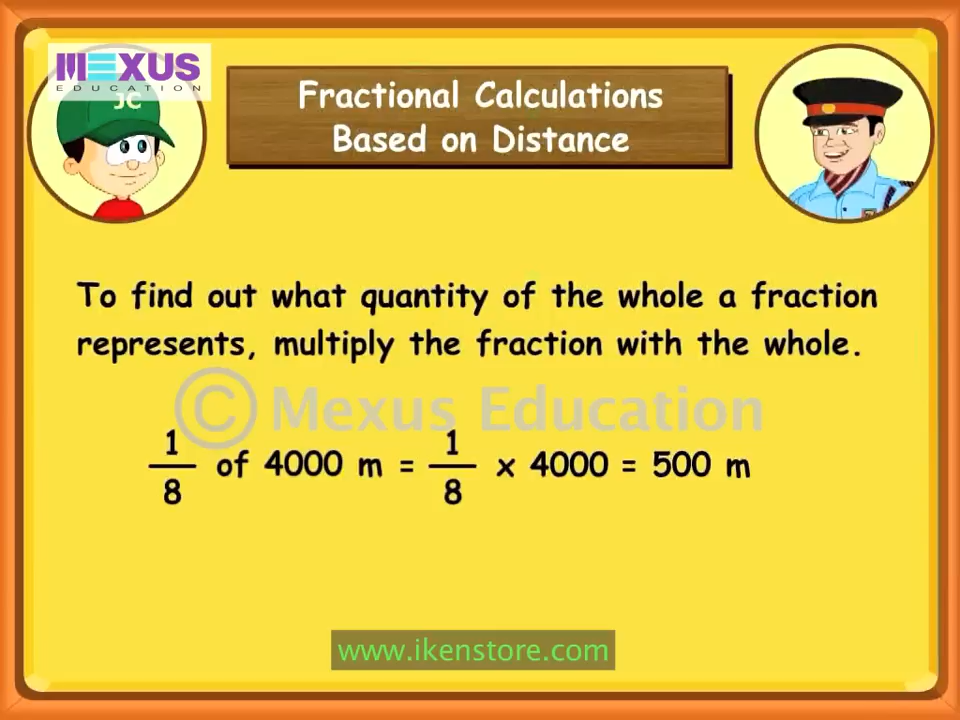 MEXUS
EDUCATION
JC
Fractional Calculations
Based on Distance
To find out what quantity of the whole a fraction
represents, multiply the fraction with the whole.
© Mexus Education
1/8 of 4000 m = 1/8 x 4000 = 500 m
www.ikenstore.com